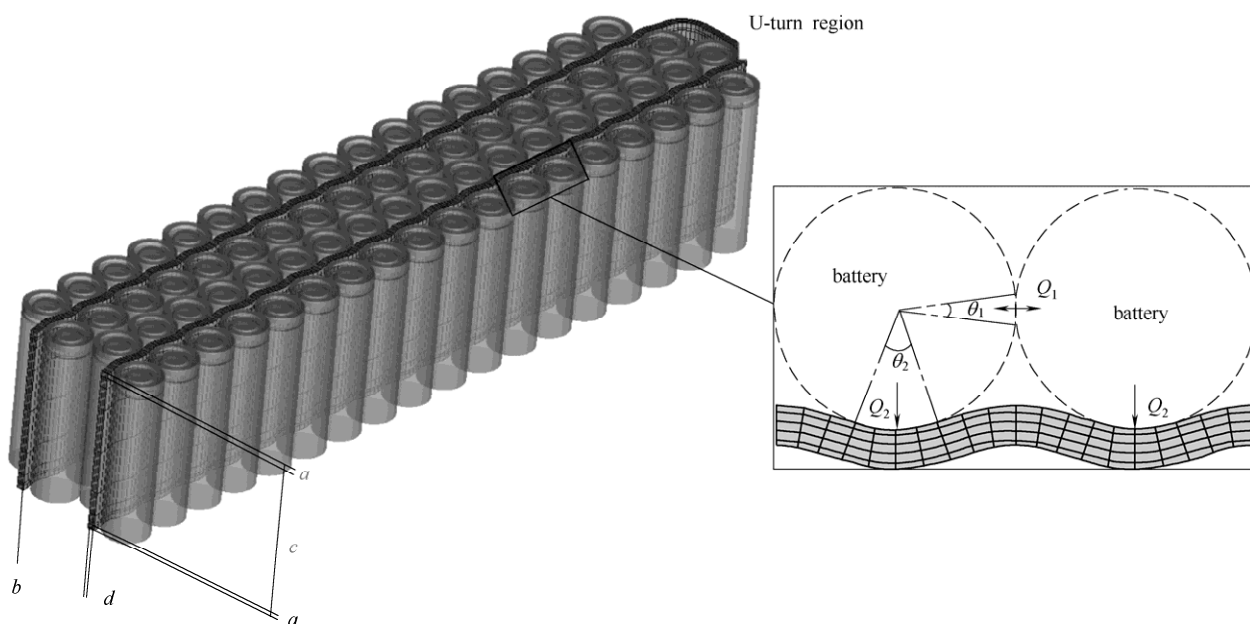 U-turn region
battery
Q1
θ1
battery
θ2
Q2
Q2
a
c
b
d
a